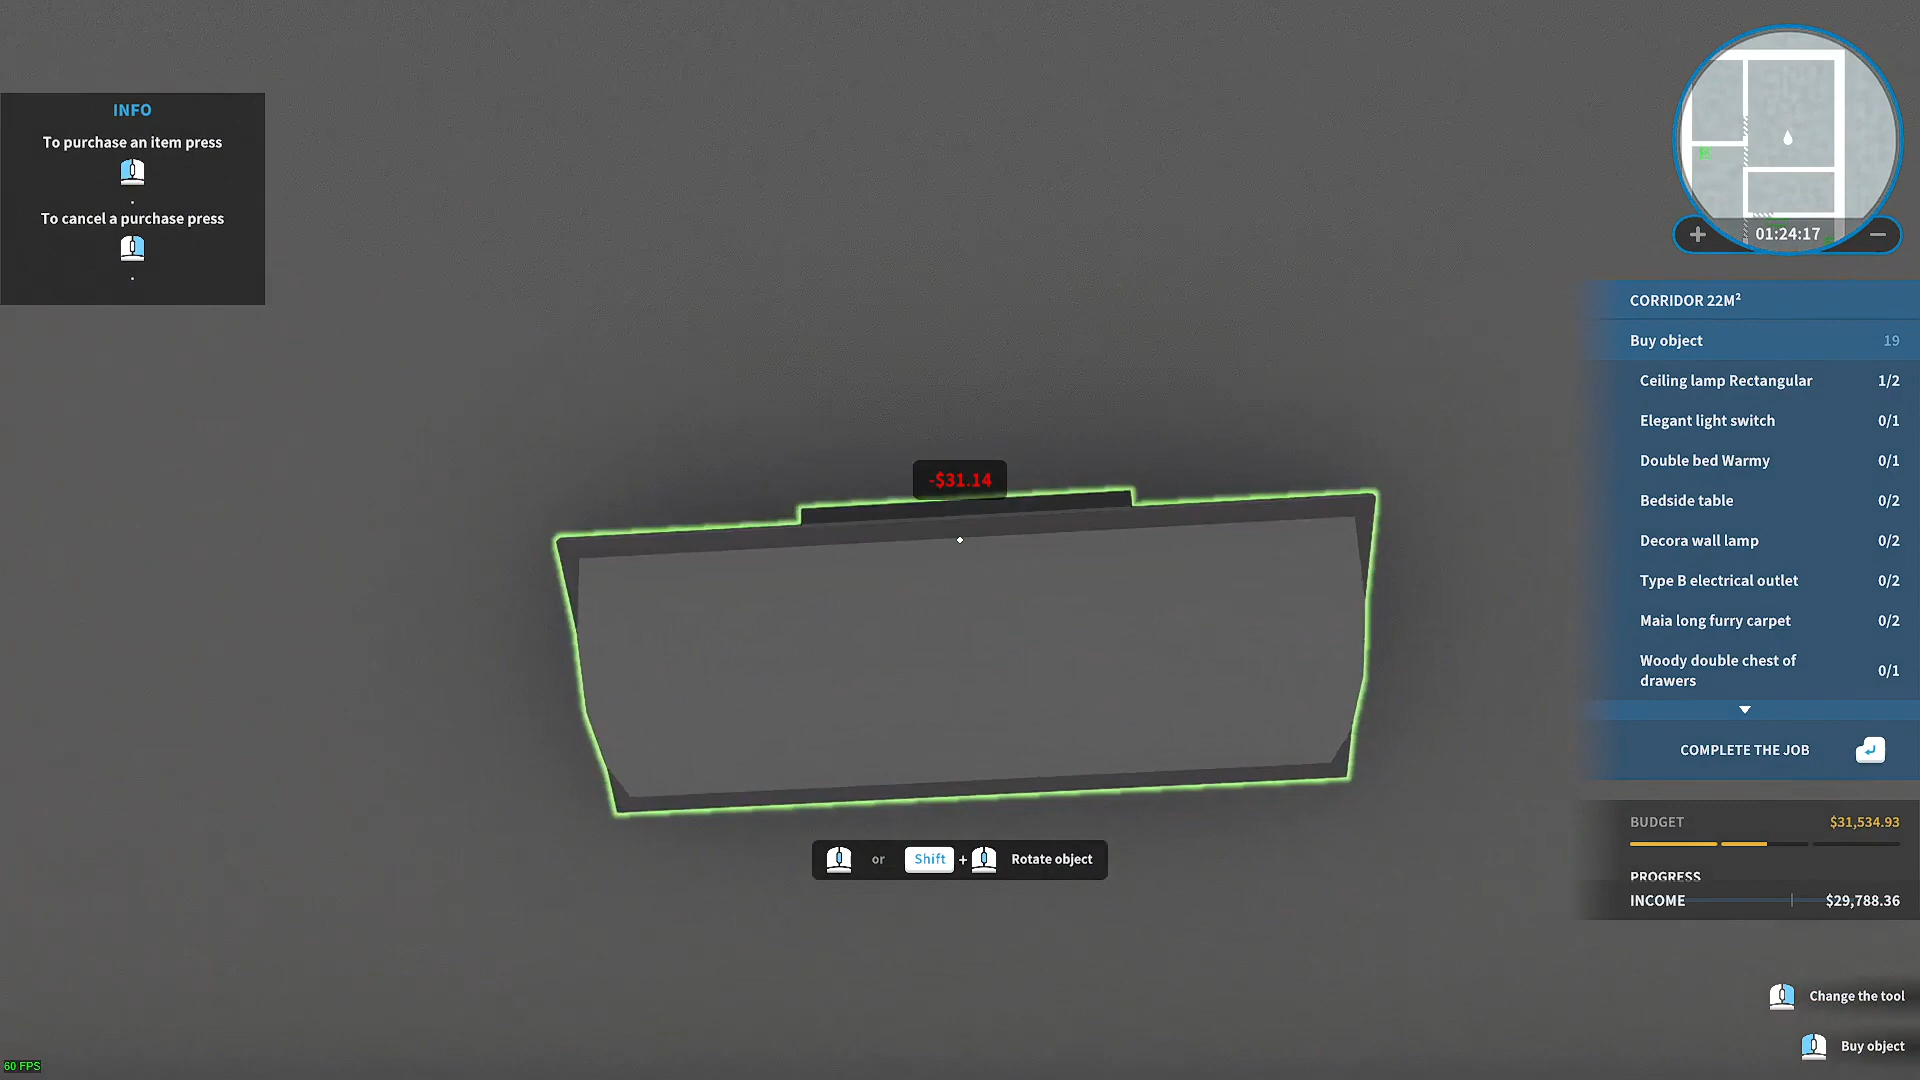 INFO
To purchase an item press
.
To cancel a purchase press
.
01:24:17
CORRIDOR 22M²
Buy object 19
Ceiling lamp Rectangular 1/2
Elegant light switch 0/1
Double bed Warmy 0/1
Bedside table 0/2
Decora wall lamp 0/2
Type B electrical outlet 0/2
Maia long furry carpet 0/2
Woody double chest of
drawers 0/1
COMPLETE THE JOB
BUDGET $31,534.93
PROGRESS
INCOME $29,788.36
-$31.14
or Shift + Rotate object
Change the tool
Buy object
60 FPS